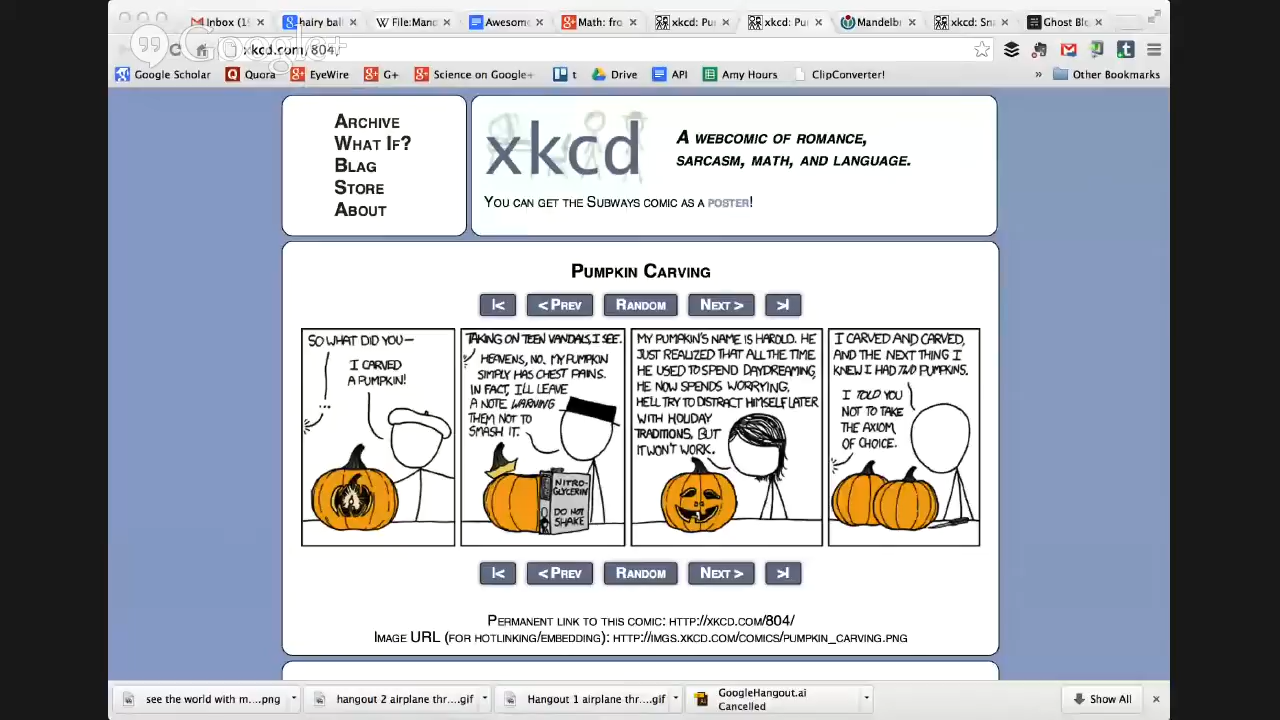 Inbox (1
hairy ball
File:Mand
Awesome
Math: fro
xkcd: Pu
xkcd: Pu
Mandelb
xkcd: Sn
Ghost Blo
Google+
xkcd.com/804/
Google Scholar
Quora
EyeWire
G+
Science on Google+
t
Drive
API
Amy Hours
ClipConverter!
»
Other Bookmarks
ARCHIVE
WHAT IF?
BLAG
STORE
ABOUT
xkcd
A WEBCOMIC OF ROMANCE,
SARCASM, MATH, AND LANGUAGE.
YOU CAN GET THE SUBWAYS COMIC AS A POSTER!
PUMPKIN CARVING
|<
< PREV
RANDOM
NEXT >
>|
SO WHAT DID YOU—
I CARVED
A PUMPKIN!
...
TAKING ON TEEN VANDALS, I SEE.
HEAVENS, NO. MY PUMPKIN
SIMPLY HAS CHEST PAINS.
IN FACT, I'LL LEAVE
A NOTE WARNING
THEM NOT TO
SMASH IT.
NITRO-
GLYCERIN
DO NOT
SHAKE
MY PUMPKIN'S NAME IS HAROLD. HE
JUST REALIZED THAT ALL THE TIME
HE USED TO SPEND DAYDREAMING,
HE NOW SPENDS WORRYING.
HE'LL TRY TO DISTRACT HIMSELF LATER
WITH HOLIDAY
TRADITIONS, BUT
IT WON'T WORK.
I CARVED AND CARVED,
AND THE NEXT THING I
KNEW I HAD TWO PUMPKINS.
I TOLD YOU
NOT TO TAKE
THE AXIOM
OF CHOICE.
|<
< PREV
RANDOM
NEXT >
>|
PERMANENT LINK TO THIS COMIC: HTTP://XKCD.COM/804/
IMAGE URL (FOR HOTLINKING/EMBEDDING): HTTP://IMGS.XKCD.COM/COMICS/PUMPKIN_CARVING.PNG
see the world with m....png
hangout 2 airplane thr....gif
Hangout 1 airplane thr....gif
GoogleHangout.ai
Cancelled
Show All